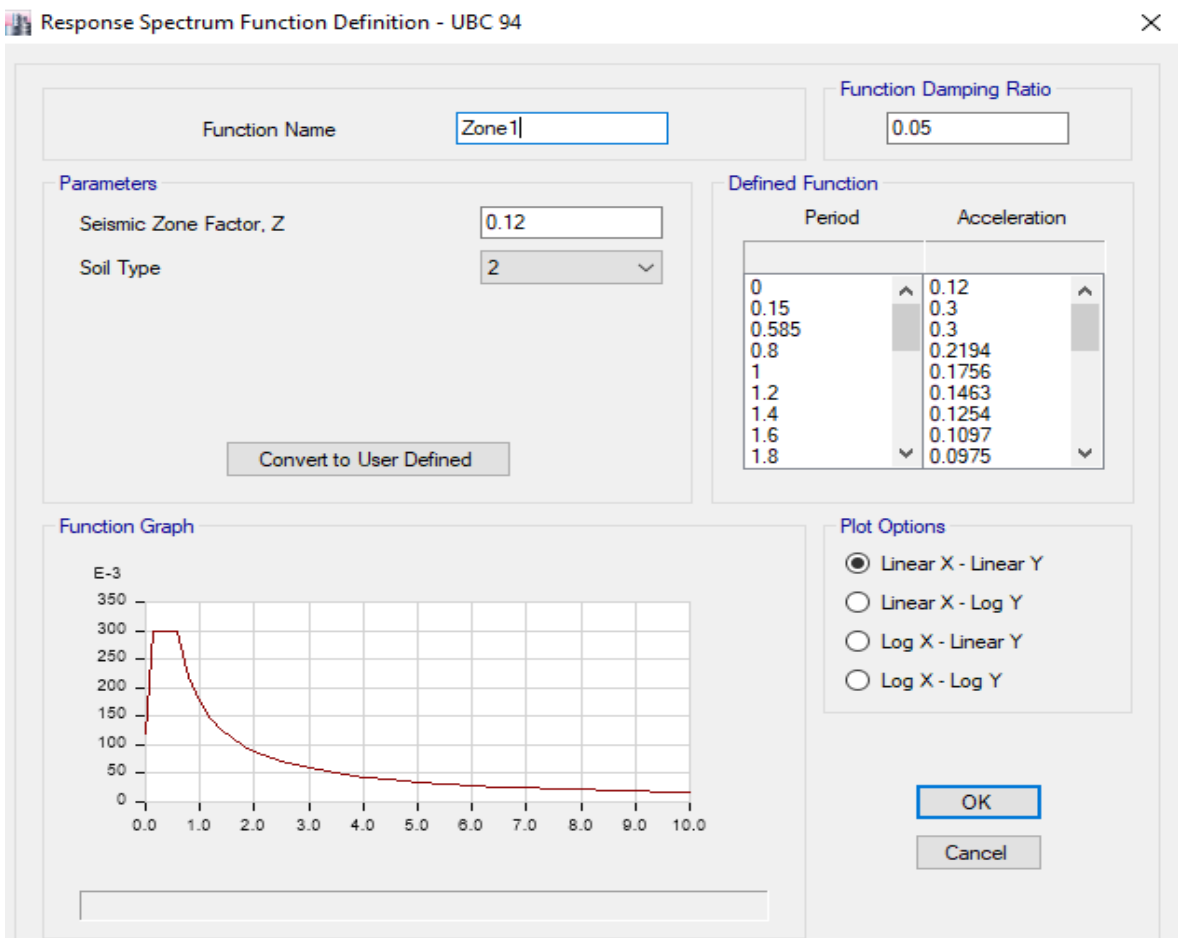 Response Spectrum Function Definition - UBC 94
Function Name
Zone1
Function Damping Ratio
0.05
Parameters
Seismic Zone Factor, Z
0.12
Soil Type
2
Convert to User Defined
Defined Function
Period Acceleration
0 0.12
0.15 0.3
0.585 0.3
0.8 0.2194
1 0.1756
1.2 0.1463
1.4 0.1254
1.6 0.1097
1.8 0.0975
Function Graph
E-3
350
300
250
200
150
100
50
0
0.0 1.0 2.0 3.0 4.0 5.0 6.0 7.0 8.0 9.0 10.0
Plot Options
Linear X - Linear Y
Linear X - Log Y
Log X - Linear Y
Log X - Log Y
OK
Cancel